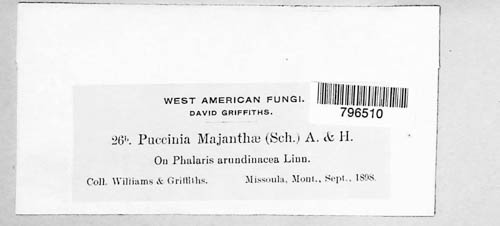 WEST AMERICAN FUNGI.
DAVID GRIFFITHS.
796510
26b. Puccinia Majanthæ (Sch.) A. & H.
On Phalaris arundinacea Linn.
Coll. Williams & Griffiths. Missoula, Mont., Sept., 1898.